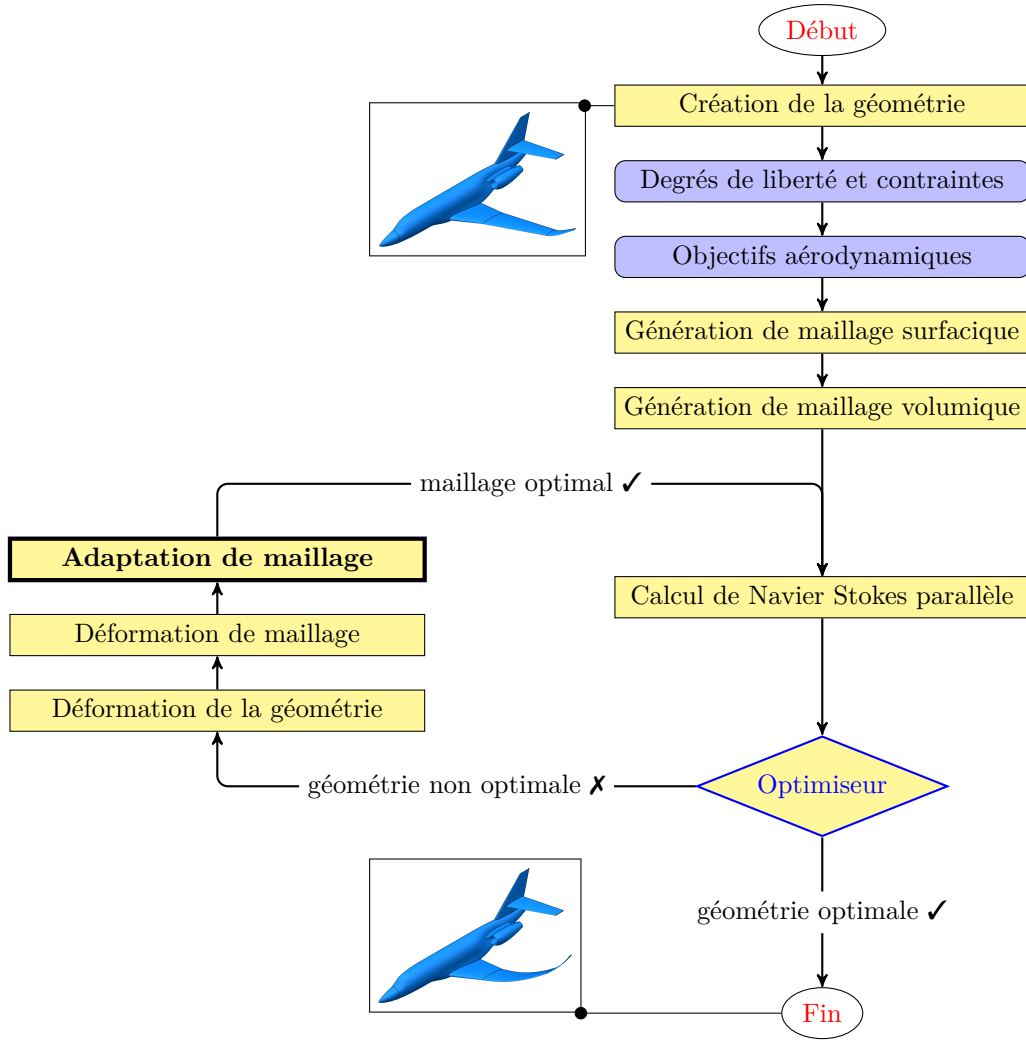 Début
Création de la géométrie
Degrés de liberté et contraintes
Objectifs aérodynamiques
Génération de maillage surfacique
Génération de maillage volumique
maillage optimal ✓
Adaptation de maillage
Calcul de Navier Stokes parallèle
Déformation de maillage
Déformation de la géométrie
géométrie non optimale ✗
Optimiseur
géométrie optimale ✓
Fin